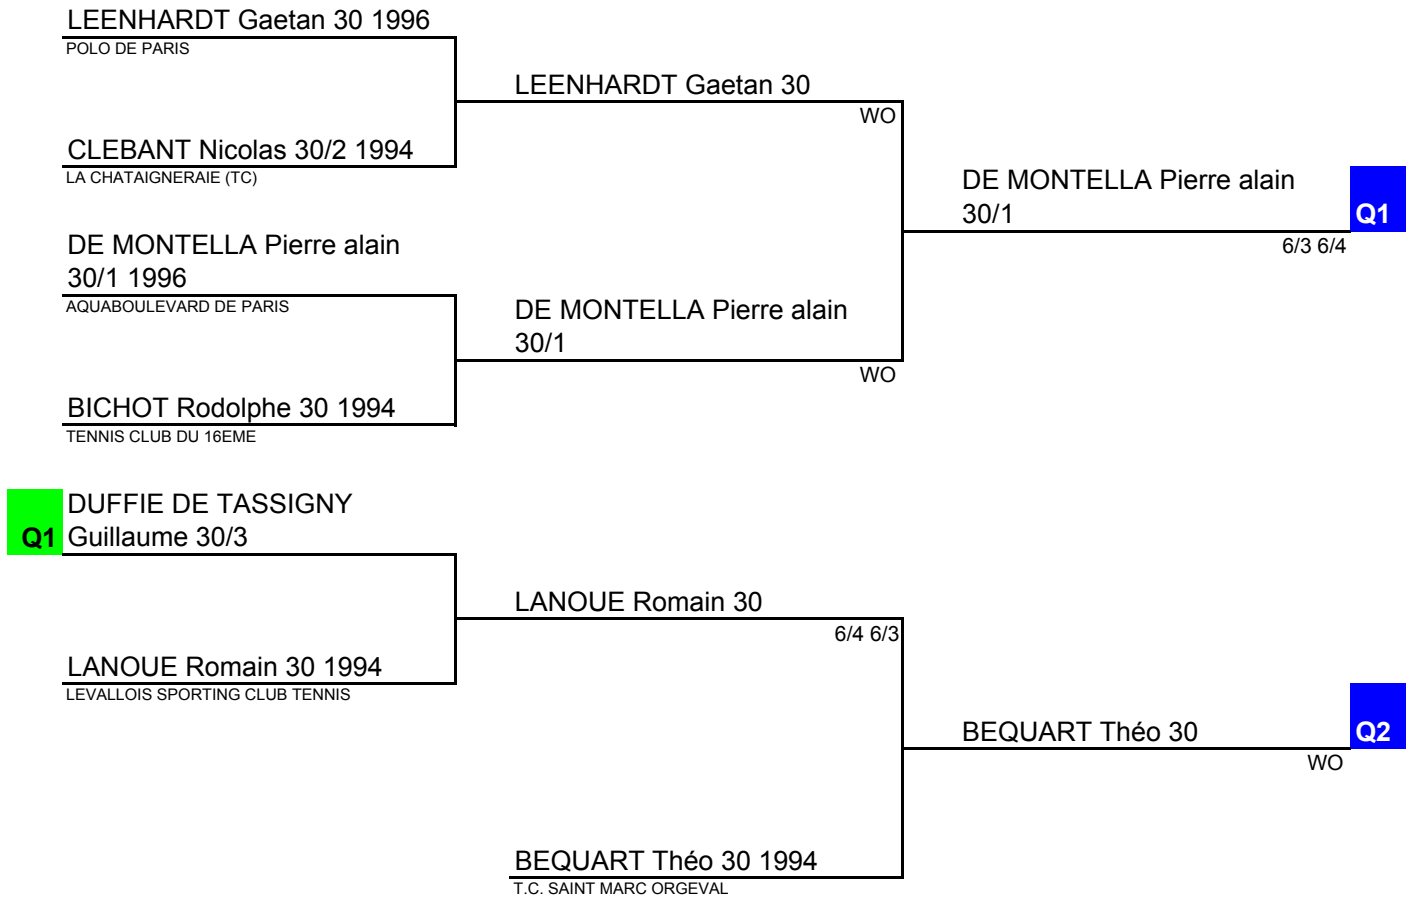 LEENHARDT Gaetan 30 1996
POLO DE PARIS
LEENHARDT Gaetan 30
WO
CLEBANT Nicolas 30/2 1994
LA CHATAIGNERAIE (TC)
DE MONTELLA Pierre alain
30/1
Q1
6/3 6/4
DE MONTELLA Pierre alain
30/1 1996
AQUABOULEVARD DE PARIS
DE MONTELLA Pierre alain
30/1
WO
BICHOT Rodolphe 30 1994
TENNIS CLUB DU 16EME
DUFFIE DE TASSIGNY
Q1 Guillaume 30/3
LANOUE Romain 30
6/4 6/3
LANOUE Romain 30 1994
LEVALLOIS SPORTING CLUB TENNIS
BEQUART Théo 30
Q2
WO
BEQUART Théo 30 1994
T.C. SAINT MARC ORGEVAL